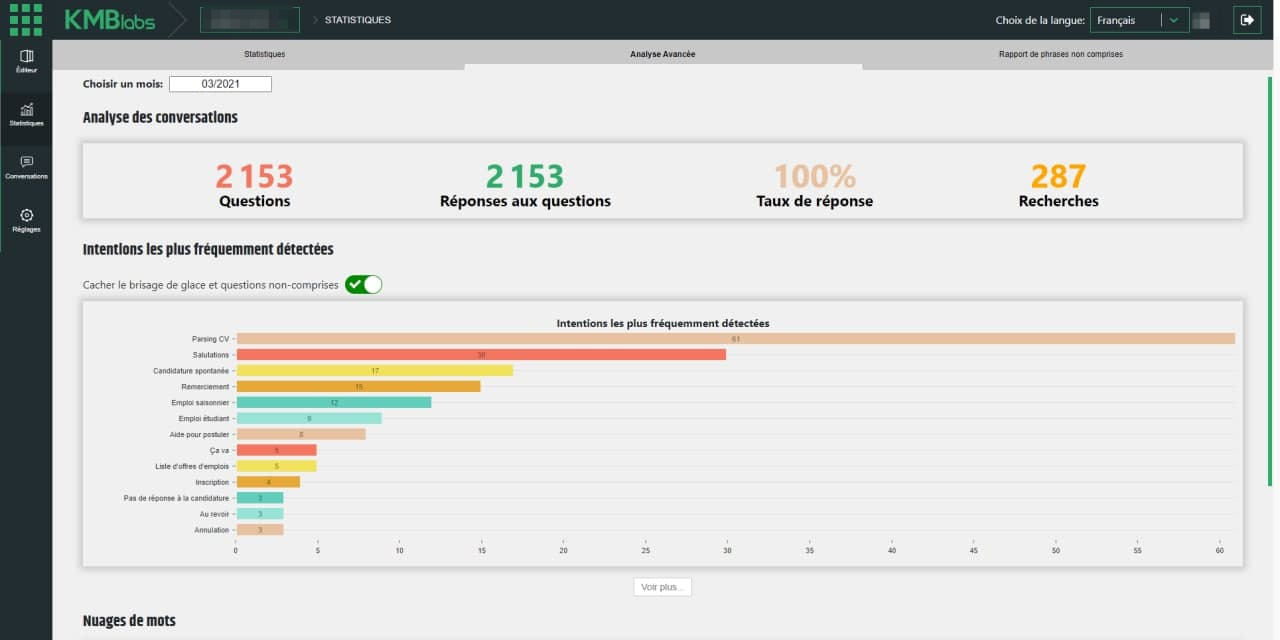 KMBlabs
STATISTIQUES
Choix de la langue: Français
Éditeur
Statistiques
Conversations
Réglages
Statistiques
Analyse Avancée
Rapport de phrases non comprises
Choisir un mois: 03/2021
Analyse des conversations
2 153 2 153 100% 287
Questions Réponses aux questions Taux de réponse Recherches
Intentions les plus fréquemment détectées
Cacher le brisage de glace et questions non-comprises
Intentions les plus fréquemment détectées
Parsing CV 61
Salutations 30
Candidature spontanée 17
Remerciement 15
Emploi saisonnier 12
Emploi étudiant 9
Aide pour postuler 8
Ça va 5
Liste d'offres d'emplois 5
Inscription 4
Pas de réponse à la candidature 3
Au revoir 3
Annulation 3
0 5 10 15 20 25 30 35 40 45 50 55 60
Voir plus...
Nuages de mots